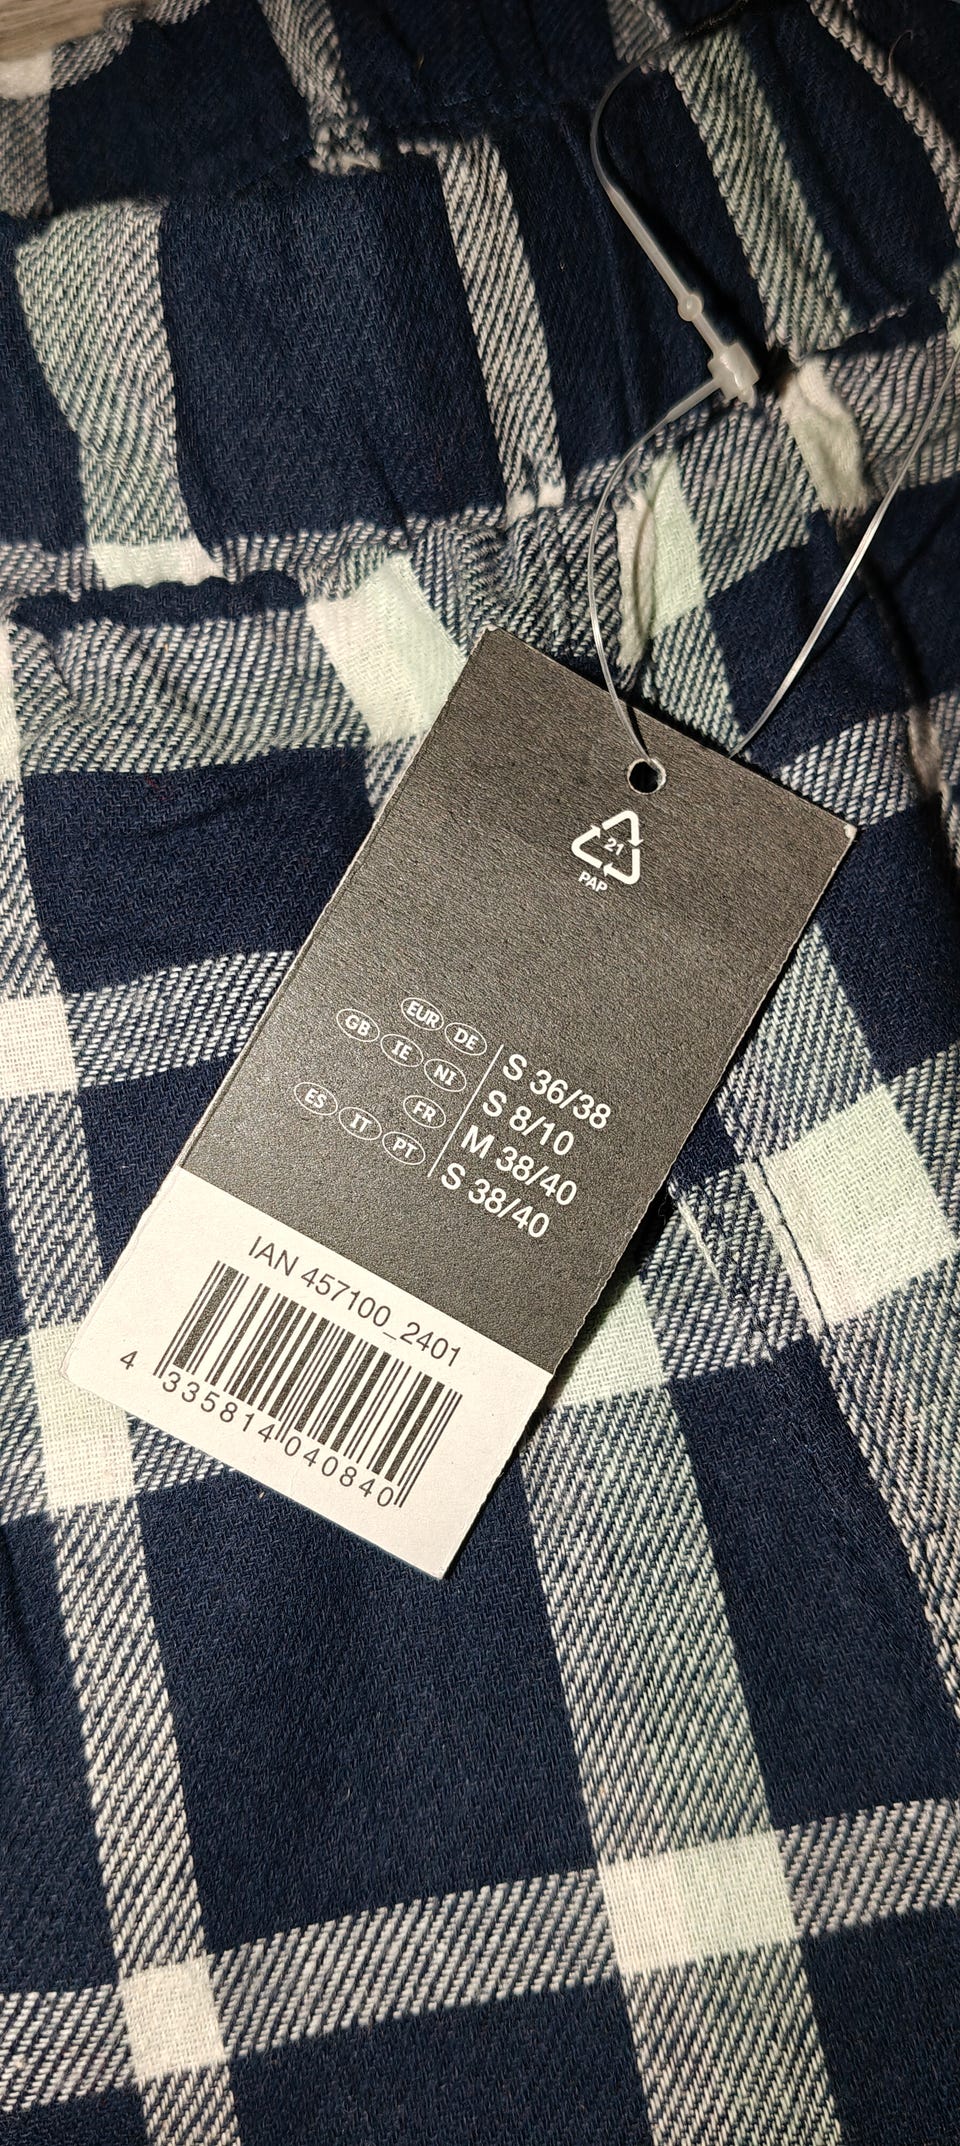 21
PAP
EUR DE S 36/38
GB IE NI S 8/10
FR M 38/40
ES IT PT S 38/40
IAN 457100_2401
4 335814 040840